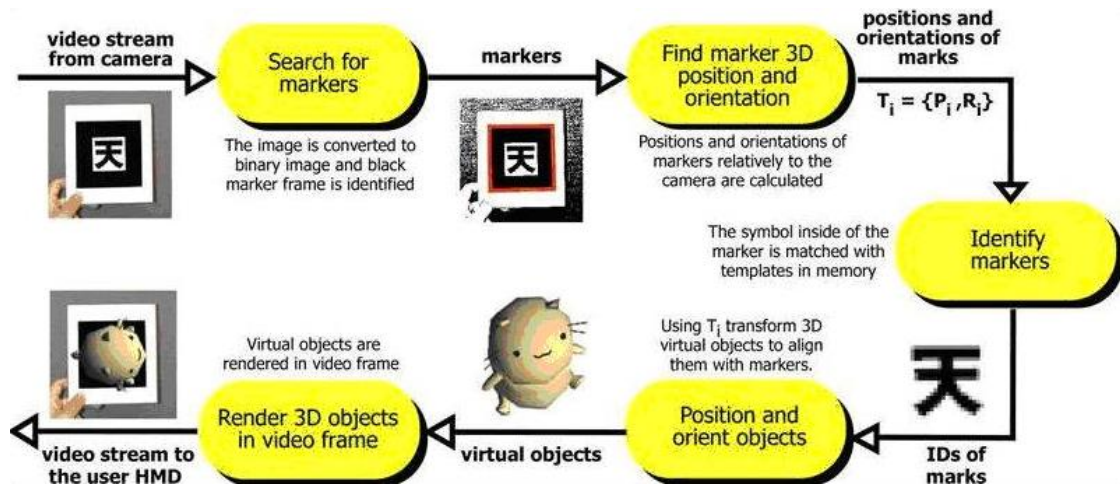 video stream
from camera
天
Search for
markers
The image is converted to
binary image and black
marker frame is identified
markers
天
Find marker 3D
position and
orientation
Positions and orientations of
markers relatively to the
camera are calculated
positions and
orientations of
marks
Ti = {Pi ,Ri}
Identify
markers
The symbol inside of the
marker is matched with
templates in memory
天
IDs of
marks
Position and
orient objects
Using Ti transform 3D
virtual objects to align
them with markers.
virtual objects
Render 3D objects
in video frame
Virtual objects are
rendered in video frame
video stream to
the user HMD